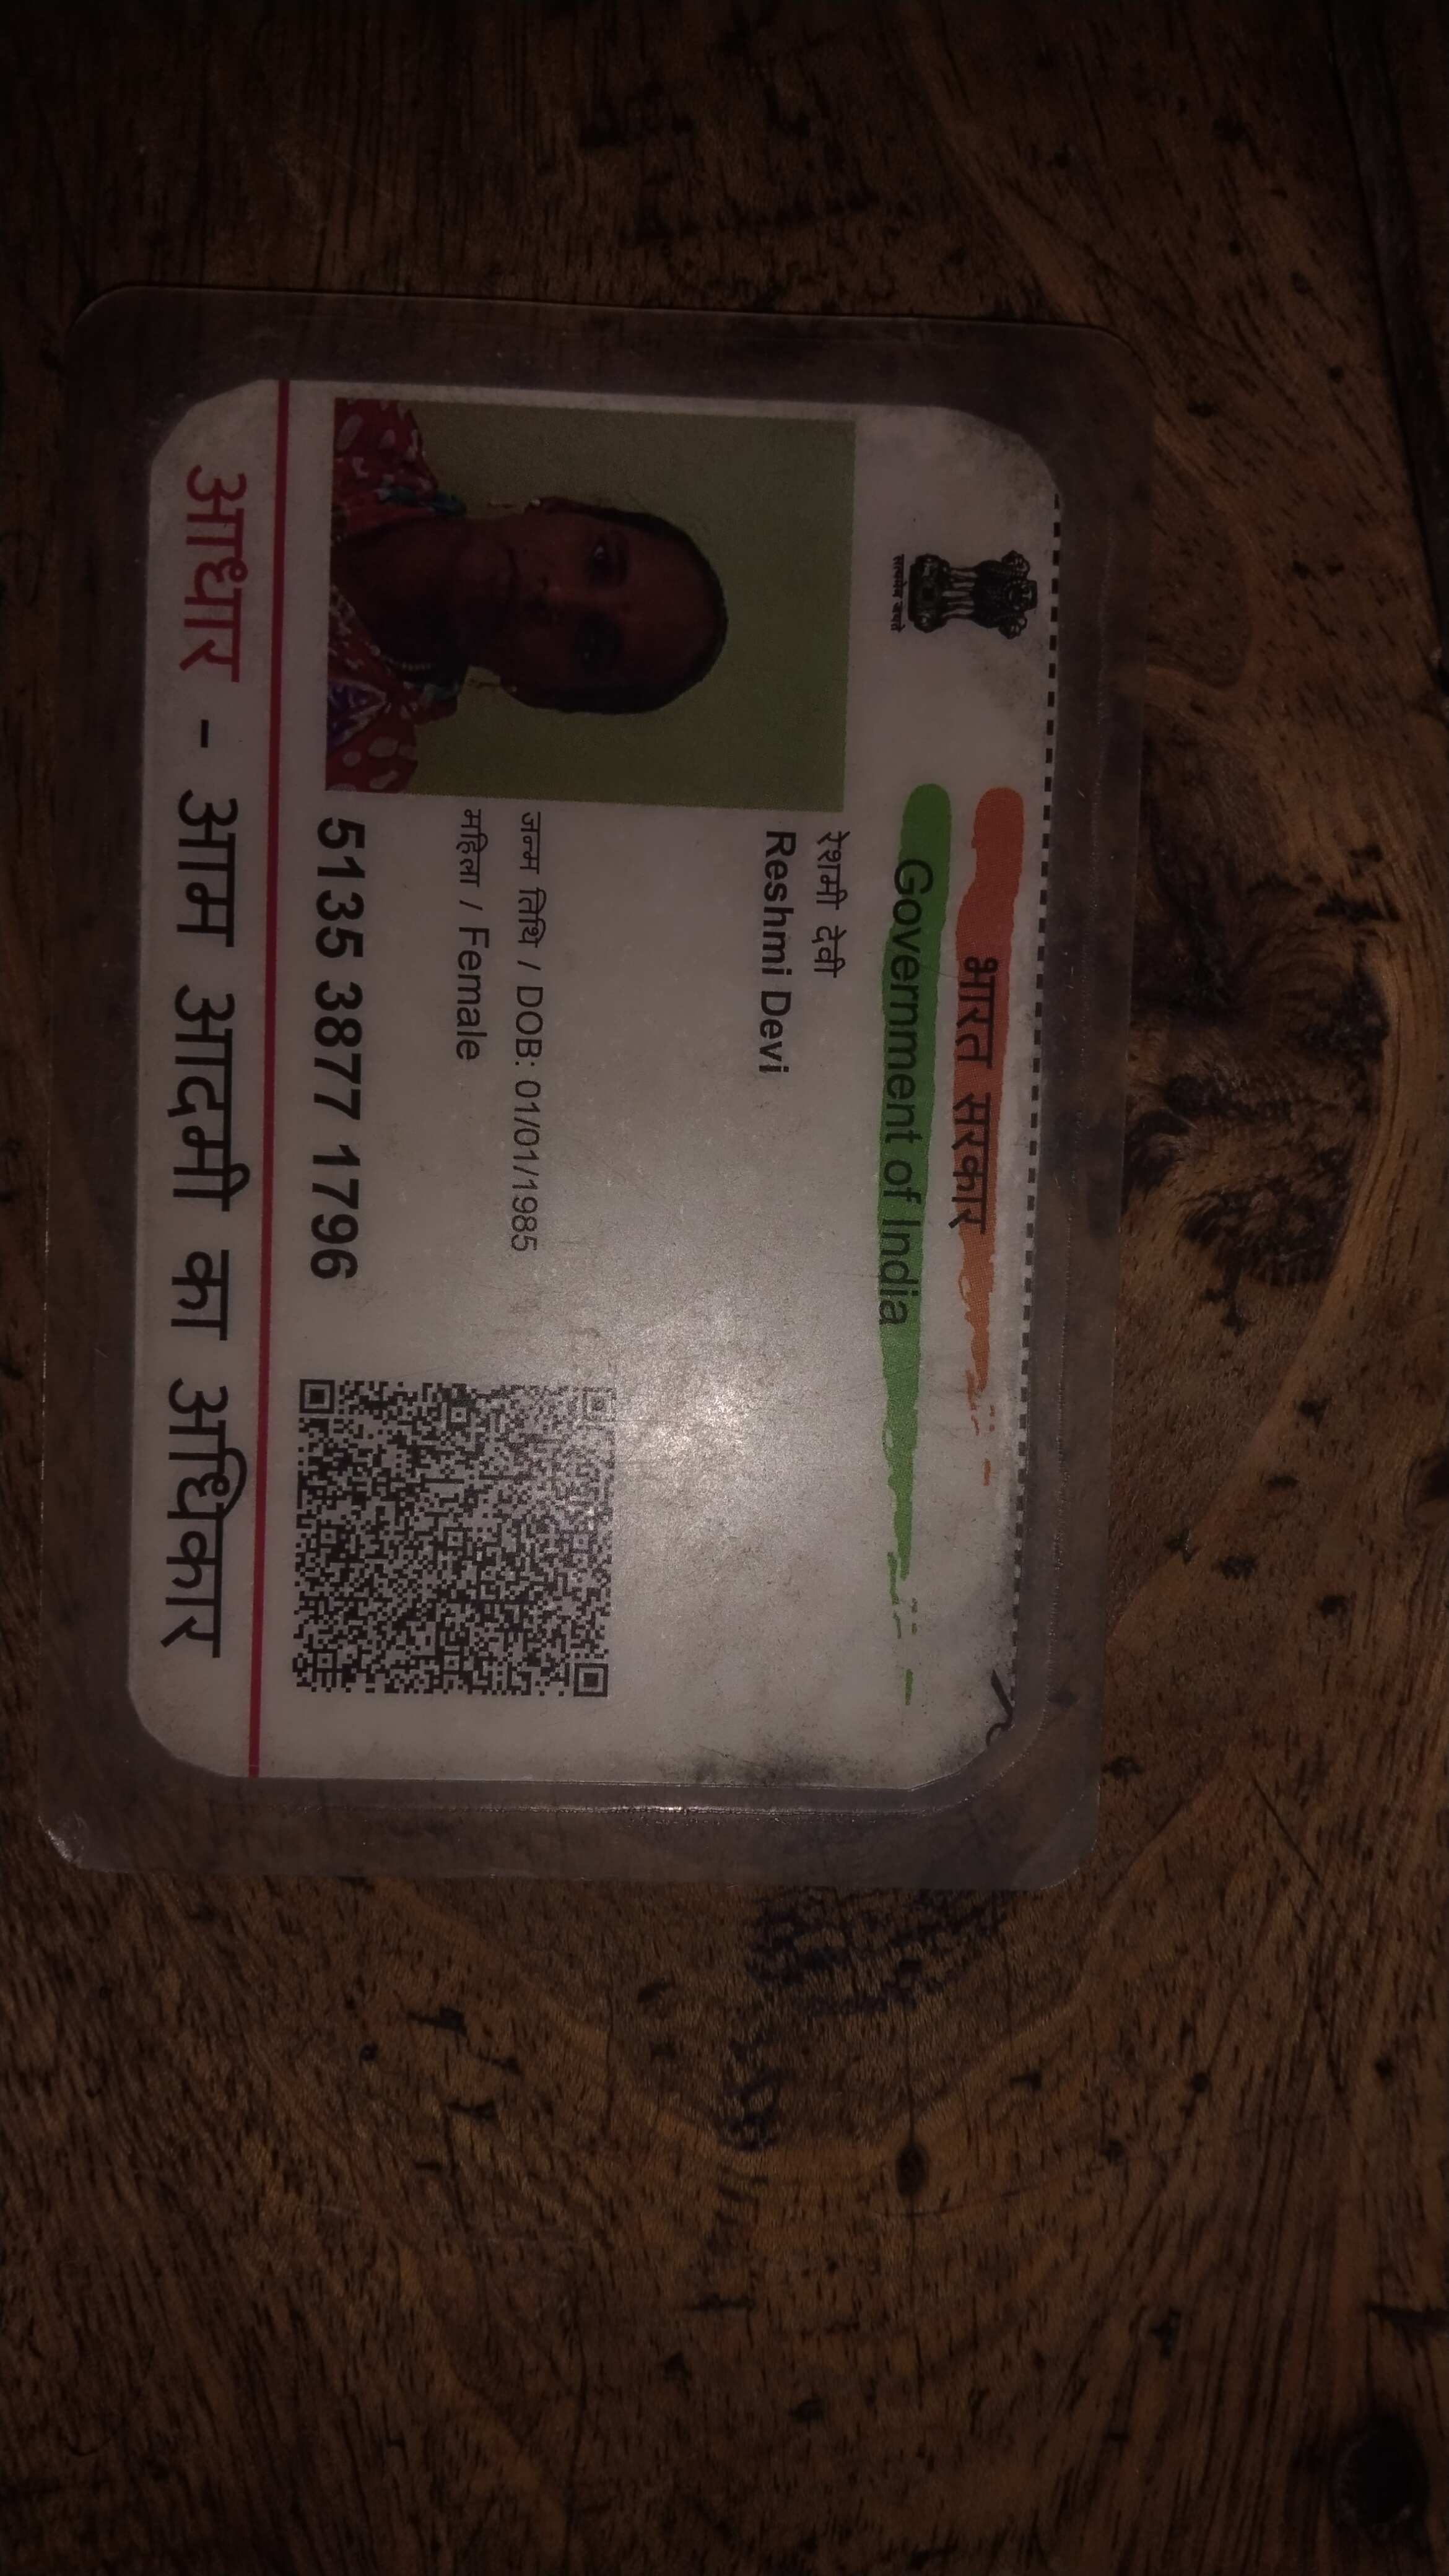 भारत सरकार
Government of India
सत्यमेव जयते
रेशमी देवी
Reshmi Devi
जन्म तिथि / DOB: 01/01/1985
महिला / Female
5135 3877 1796
आधार - आम आदमी का अधिकार